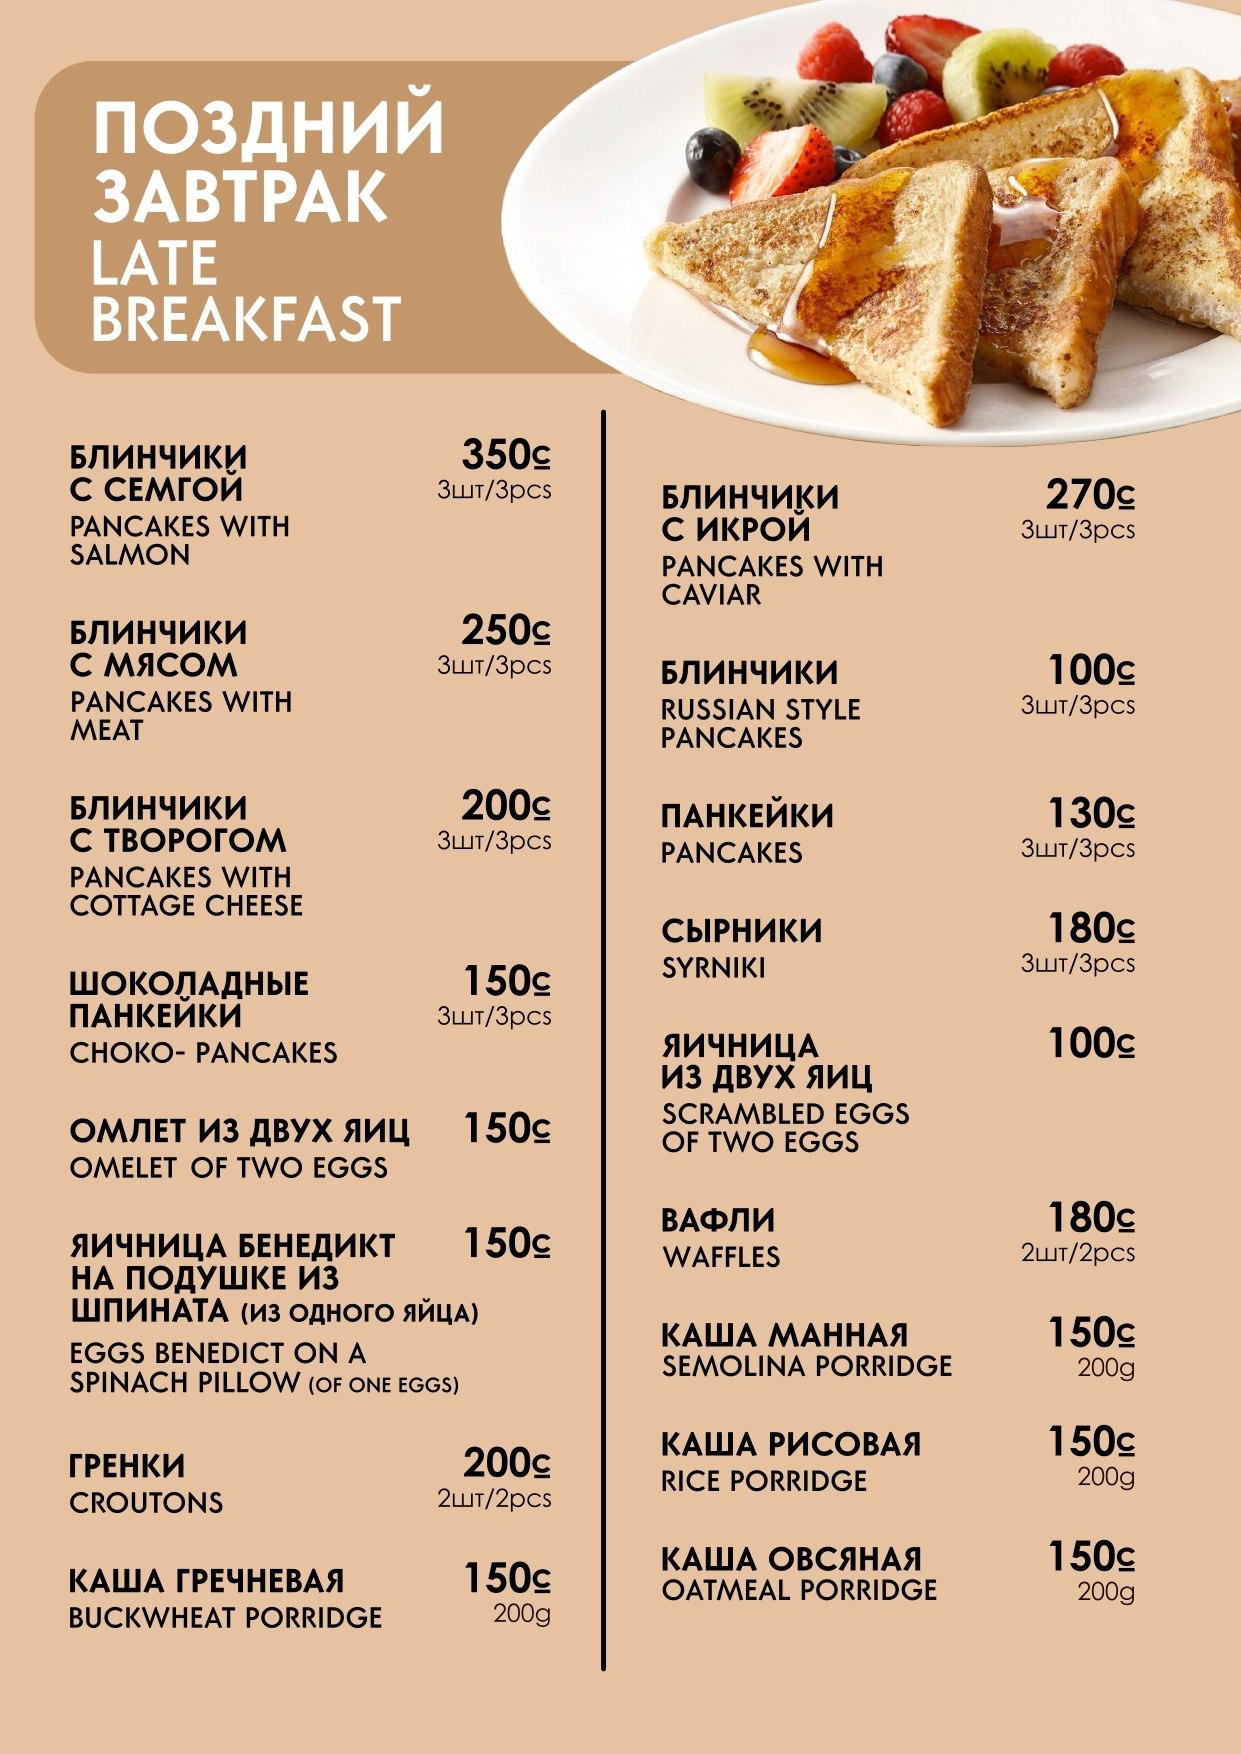 ПОЗДНИЙ
ЗАВТРАК
LATE
BREAKFAST
БЛИНЧИКИ 350с
С СЕМГОЙ 3шт/3pcs
PANCAKES WITH
SALMON
БЛИНЧИКИ 250с
С МЯСОМ 3шт/3pcs
PANCAKES WITH
MEAT
БЛИНЧИКИ 200с
С ТВОРОГОМ 3шт/3pcs
PANCAKES WITH
COTTAGE CHEESE
ШОКОЛАДНЫЕ 150с
ПАНКЕЙКИ 3шт/3pcs
CHOKO- PANCAKES
ОМЛЕТ ИЗ ДВУХ ЯИЦ 150с
OMELET OF TWO EGGS
ЯИЧНИЦА БЕНЕДИКТ 150с
НА ПОДУШКЕ ИЗ
ШПИНАТА (ИЗ ОДНОГО ЯЙЦА)
EGGS BENEDICT ON A
SPINACH PILLOW (OF ONE EGGS)
ГРЕНКИ 200с
CROUTONS 2шт/2pcs
КАША ГРЕЧНЕВАЯ 150с
BUCKWHEAT PORRIDGE 200g
БЛИНЧИКИ 270с
С ИКРОЙ 3шт/3pcs
PANCAKES WITH
CAVIAR
БЛИНЧИКИ 100с
RUSSIAN STYLE 3шт/3pcs
PANCAKES
ПАНКЕЙКИ 130с
PANCAKES 3шт/3pcs
СЫРНИКИ 180с
SYRNIKI 3шт/3pcs
ЯИЧНИЦА 100с
ИЗ ДВУХ ЯИЦ
SCRAMBLED EGGS
OF TWO EGGS
ВАФЛИ 180с
WAFFLES 2шт/2pcs
КАША МАННАЯ 150с
SEMOLINA PORRIDGE 200g
КАША РИСОВАЯ 150с
RICE PORRIDGE 200g
КАША ОВСЯНАЯ 150с
OATMEAL PORRIDGE 200g